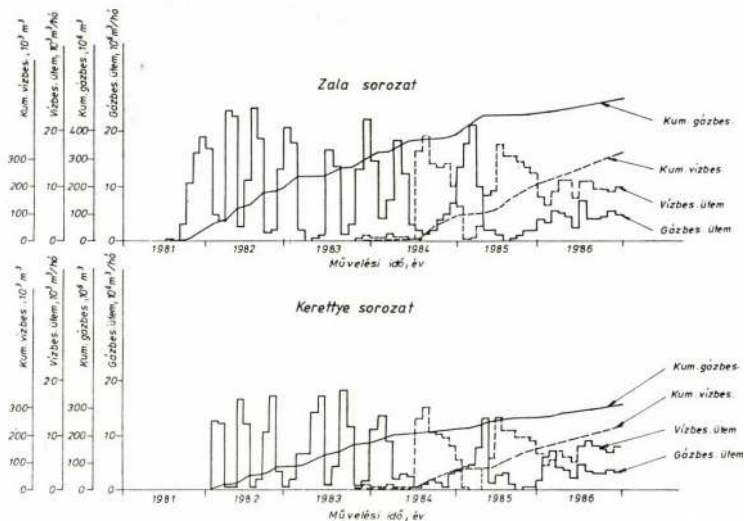 Zala sorozat
Kum. vízbes., 10³ m³
Vízbes. ütem, 10³ m³/hó
Kum. gázbes., 10⁶ m³
Gázbes. ütem, 10⁶ m³/hó
300
200
100
0
20
10
0
400
300
200
100
0
20
10
0
Kum. gázbes.
Kum. vízbes.
Vízbes. ütem
Gázbes. ütem
1981 1982 1983 1984 1985 1986
Művelési idő, év
Kerettye sorozat
Kum. vízbes., 10³ m³
Vízbes. ütem, 10³ m³/hó
Kum. gázbes., 10⁶ m³
Gázbes. ütem, 10⁶ m³/hó
300
200
100
0
20
10
0
300
200
100
0
20
10
0
Kum. gázbes.
Kum. vízbes.
Vízbes. ütem
Gázbes. ütem
1981 1982 1983 1984 1985 1986
Művelési idő, év